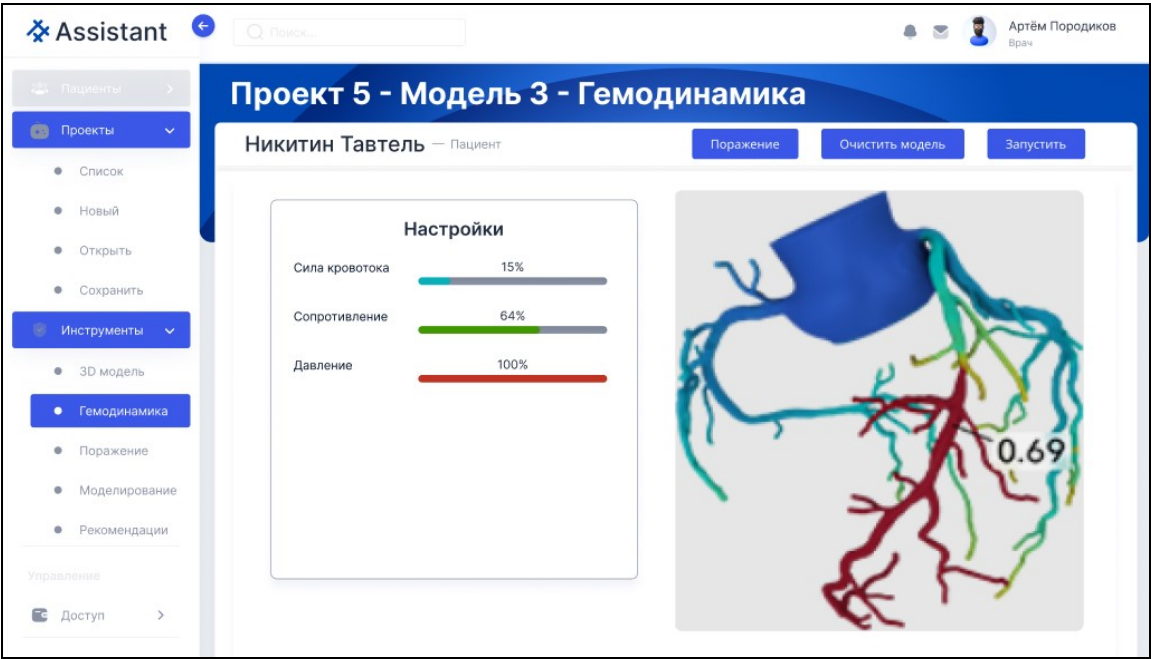 Assistant
Поиск...
Артём Породиков
Врач
Пациенты
Проекты
Список
Новый
Открыть
Сохранить
Инструменты
3D модель
Гемодинамика
Поражение
Моделирование
Рекомендации
Управление
Доступ
Проект 5 - Модель 3 - Гемодинамика
Никитин Тавтель — Пациент
Поражение
Очистить модель
Запустить
Настройки
Сила кровотока 15%
Сопротивление 64%
Давление 100%
0.69